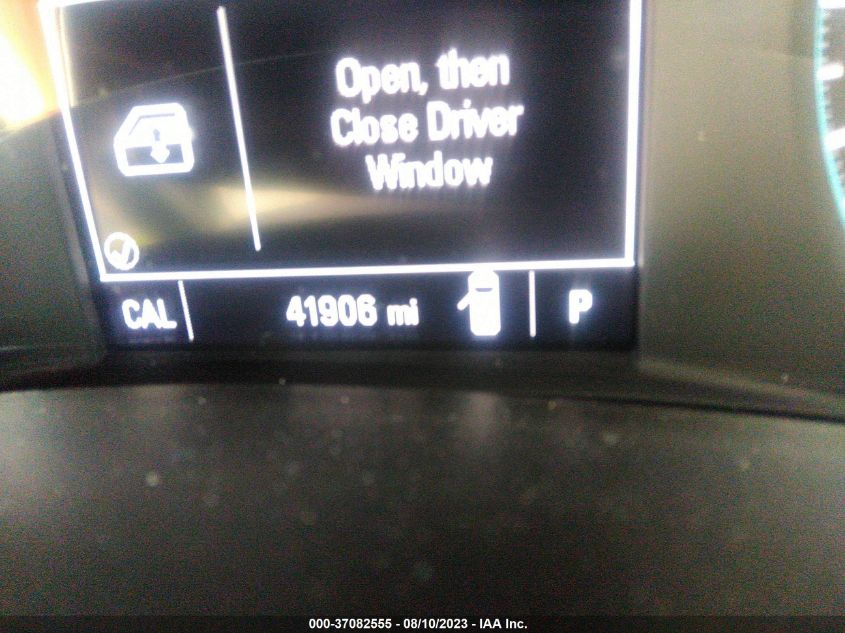 Open, then
Close Driver
Window
CAL
41906 mi
P
000-37082555 - 08/10/2023 - IAA Inc.